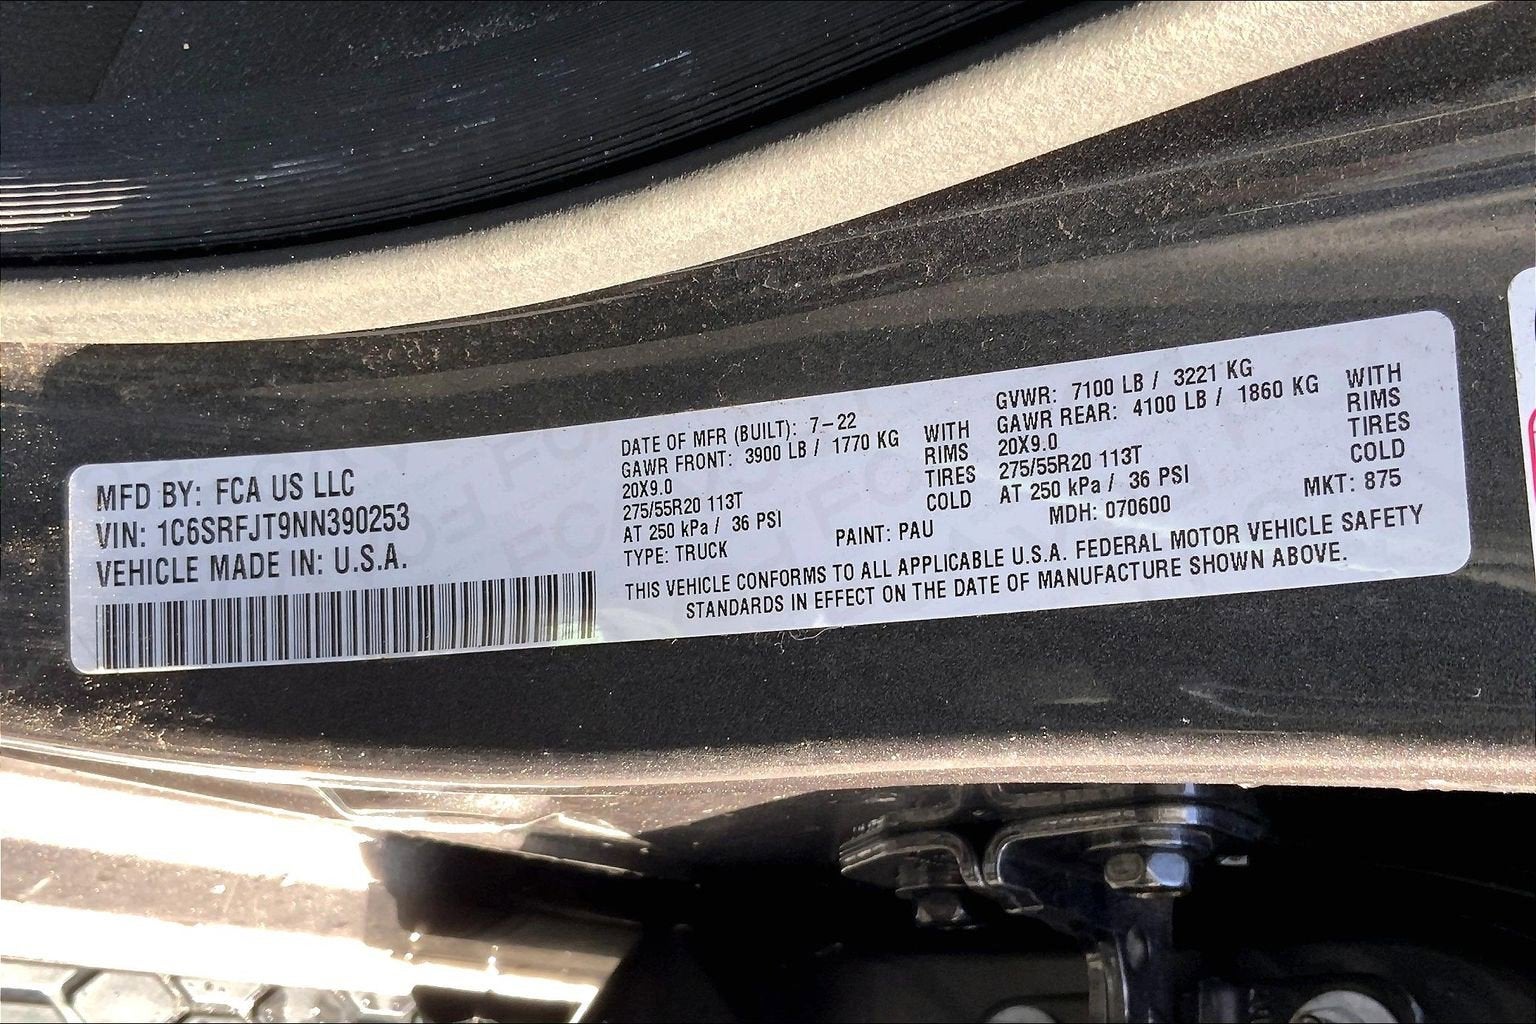 MFD BY: FCA US LLC
VIN: 1C6SRFJT9NN390253
VEHICLE MADE IN: U.S.A.
DATE OF MFR (BUILT): 7-22
GAWR FRONT: 3900 LB / 1770 KG WITH
20X9.0 RIMS
275/55R20 113T TIRES
AT 250 kPa / 36 PSI COLD
TYPE: TRUCK
PAINT: PAU
GVWR: 7100 LB / 3221 KG
GAWR REAR: 4100 LB / 1860 KG WITH
20X9.0 RIMS
275/55R20 113T TIRES
AT 250 kPa / 36 PSI COLD
MDH: 070600
MKT: 875
THIS VEHICLE CONFORMS TO ALL APPLICABLE U.S.A. FEDERAL MOTOR VEHICLE SAFETY
STANDARDS IN EFFECT ON THE DATE OF MANUFACTURE SHOWN ABOVE.